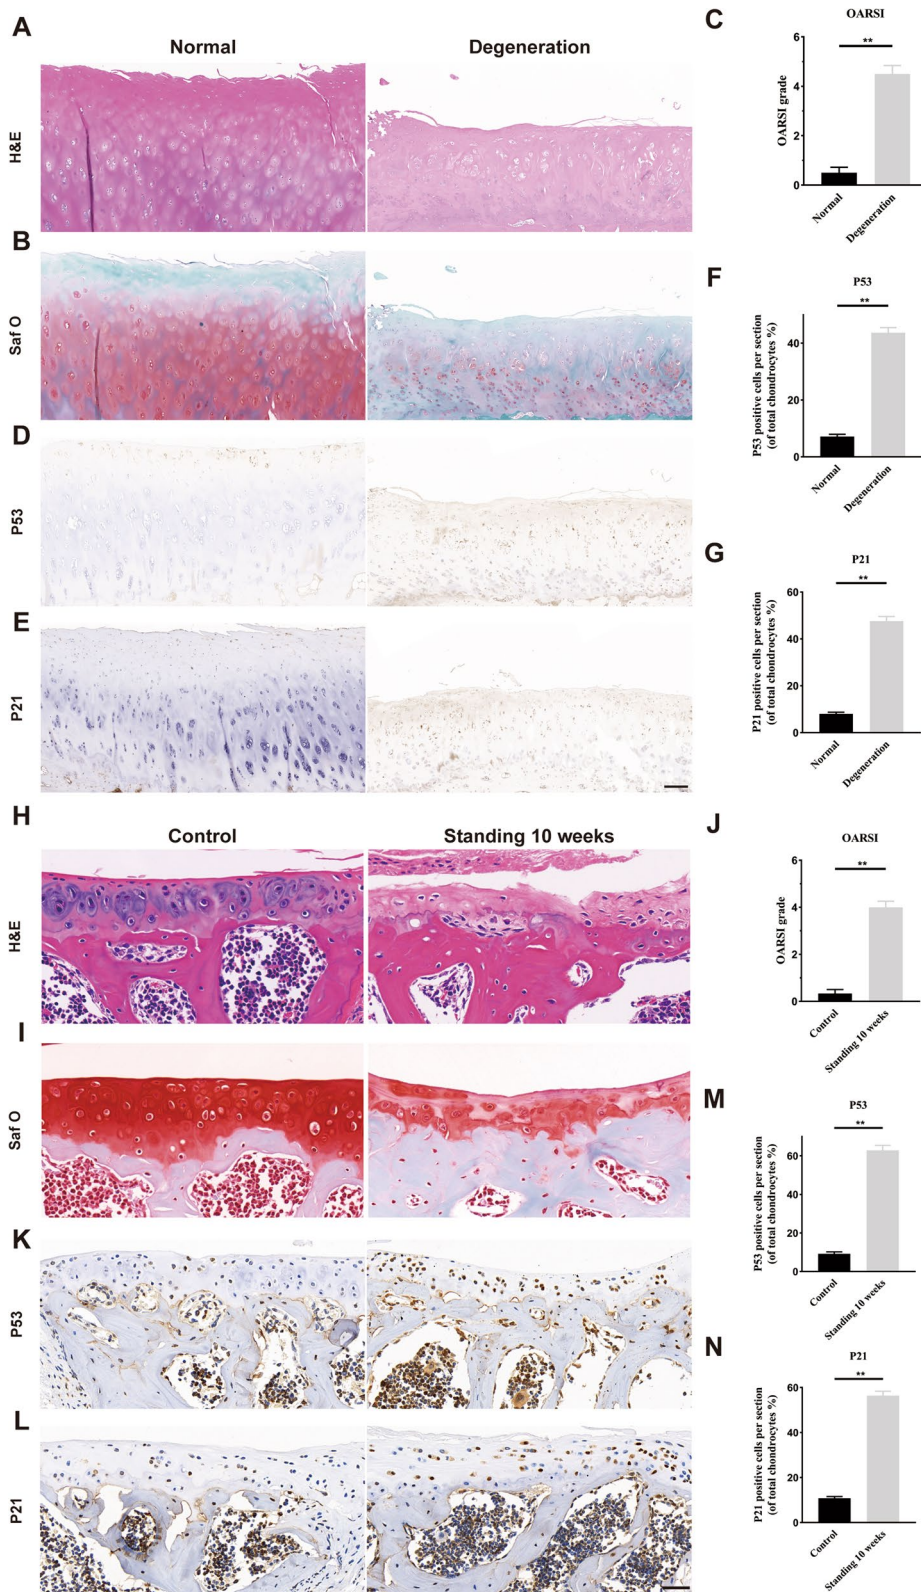 A
Normal
Degeneration
H&E
B
Saf O
D
P53
E
P21
C
OARSI
**
OARSI grade
6
4
2
0
Normal
Degeneration
F
P53
**
P53 positive cells per section
(of total chondrocytes %)
40
20
0
Normal
Degeneration
G
P21
**
P21 positive cells per section
(of total chondrocytes %)
60
40
20
0
Normal
Degeneration
H
Control
Standing 10 weeks
H&E
I
Saf O
K
P53
L
P21
J
OARSI
**
OARSI grade
6
4
2
0
Control
Standing 10 weeks
M
P53
**
P53 positive cells per section
(of total chondrocytes %)
60
40
20
0
Control
Standing 10 weeks
N
P21
**
P21 positive cells per section
(of total chondrocytes %)
60
40
20
0
Control
Standing 10 weeks